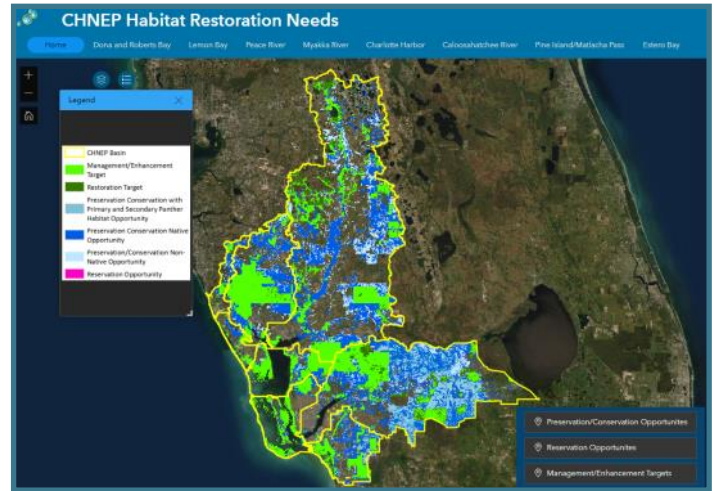 CHNEP Habitat Restoration Needs
Home Dona and Roberts Bay Lemon Bay Peace River Myakka River Charlotte Harbor Caloosahatchee River Pine Island/Matlacha Pass Estero Bay
+
−
Legend
CHNEP Basin
Management/Enhancement
Target
Restoration Target
Preservation Conservation with
Primary and Secondary Panther
Habitat Opportunity
Preservation Conservation Native
Opportunity
Preservation/Conservation Non-
Native Opportunity
Reservation Opportunity
Preservation/Conservation Opportunites
Reservation Opportunites
Management/Enhancement Targets